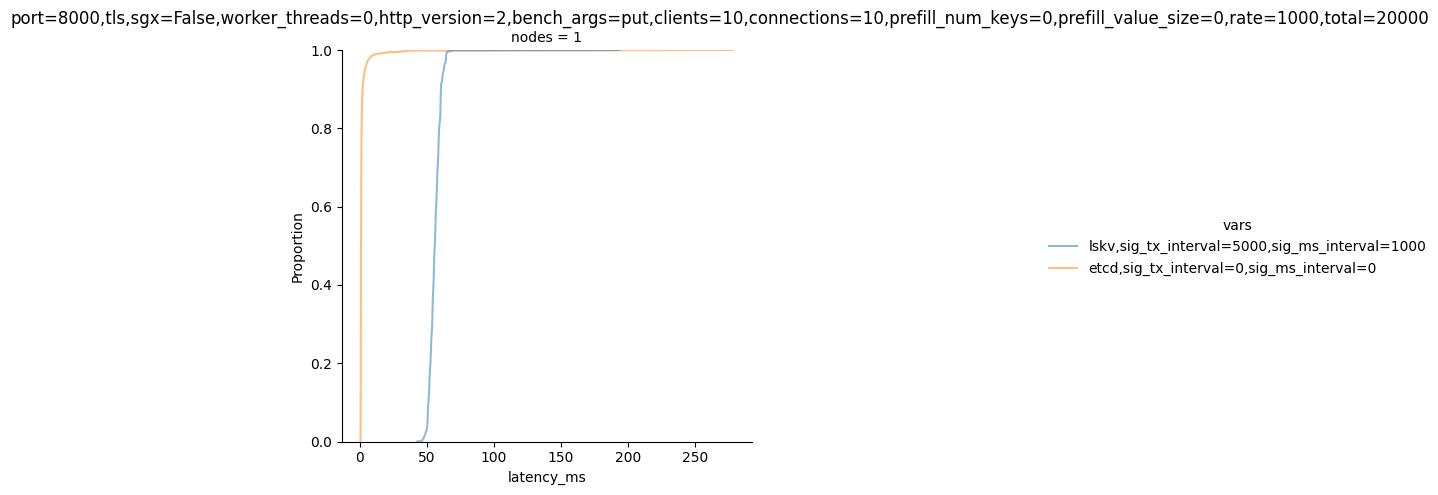 port=8000,tls,sgx=False,worker_threads=0,http_version=2,bench_args=put,clients=10,connections=10,prefill_num_keys=0,prefill_value_size=0,rate=1000,total=20000
nodes = 1
1.0
0.8
0.6
0.4
0.2
0.0
Proportion
0 50 100 150 200 250
latency_ms
vars
lskv,sig_tx_interval=5000,sig_ms_interval=1000
etcd,sig_tx_interval=0,sig_ms_interval=0